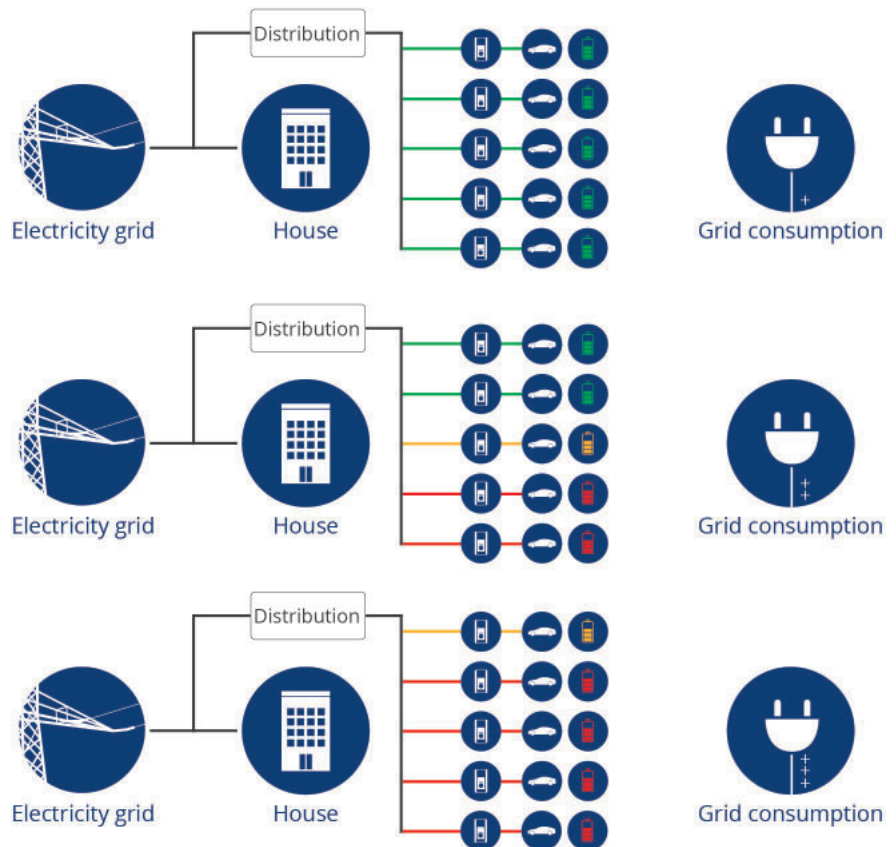 Distribution
Electricity grid
House
Grid consumption
+
Distribution
Electricity grid
House
Grid consumption
+
+
Distribution
Electricity grid
House
Grid consumption
+
+
+